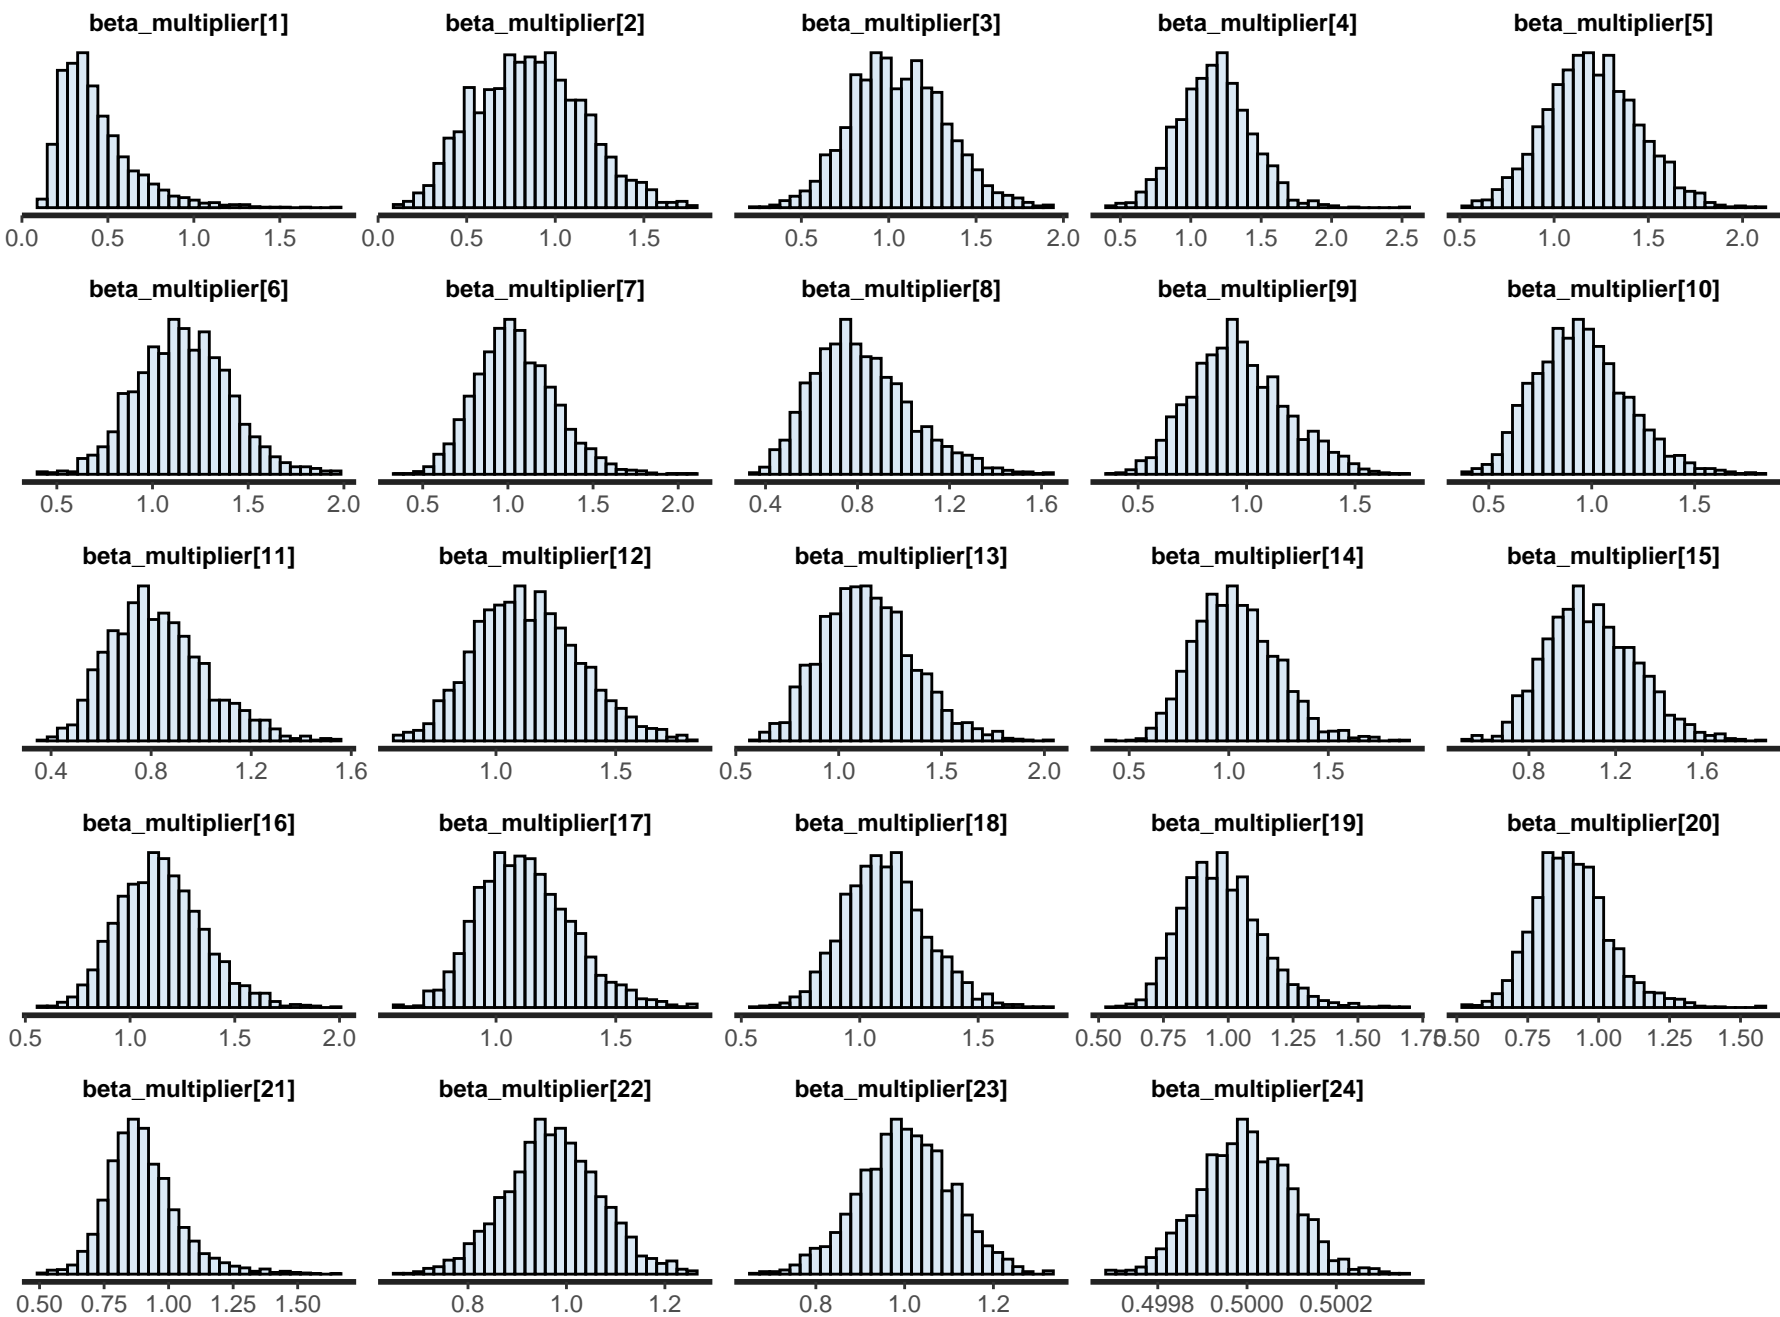 beta_multiplier[1] beta_multiplier[2] beta_multiplier[3] beta_multiplier[4] beta_multiplier[5]
0.0 0.5 1.0 1.5 0.0 0.5 1.0 1.5 0.5 1.0 1.5 2.0 0.5 1.0 1.5 2.0 2.5 0.5 1.0 1.5 2.0
beta_multiplier[6] beta_multiplier[7] beta_multiplier[8] beta_multiplier[9] beta_multiplier[10]
0.5 1.0 1.5 2.0 0.5 1.0 1.5 2.0 0.4 0.8 1.2 1.6 0.5 1.0 1.5 0.5 1.0 1.5
beta_multiplier[11] beta_multiplier[12] beta_multiplier[13] beta_multiplier[14] beta_multiplier[15]
0.4 0.8 1.2 1.6 1.0 1.5 0.5 1.0 1.5 2.0 0.5 1.0 1.5 0.8 1.2 1.6
beta_multiplier[16] beta_multiplier[17] beta_multiplier[18] beta_multiplier[19] beta_multiplier[20]
0.5 1.0 1.5 2.0 1.0 1.5 0.5 1.0 1.5 0.50 0.75 1.00 1.25 1.50 1.75 0.50 0.75 1.00 1.25 1.50
beta_multiplier[21] beta_multiplier[22] beta_multiplier[23] beta_multiplier[24]
0.50 0.75 1.00 1.25 1.50 0.8 1.0 1.2 0.8 1.0 1.2 0.4998 0.5000 0.5002